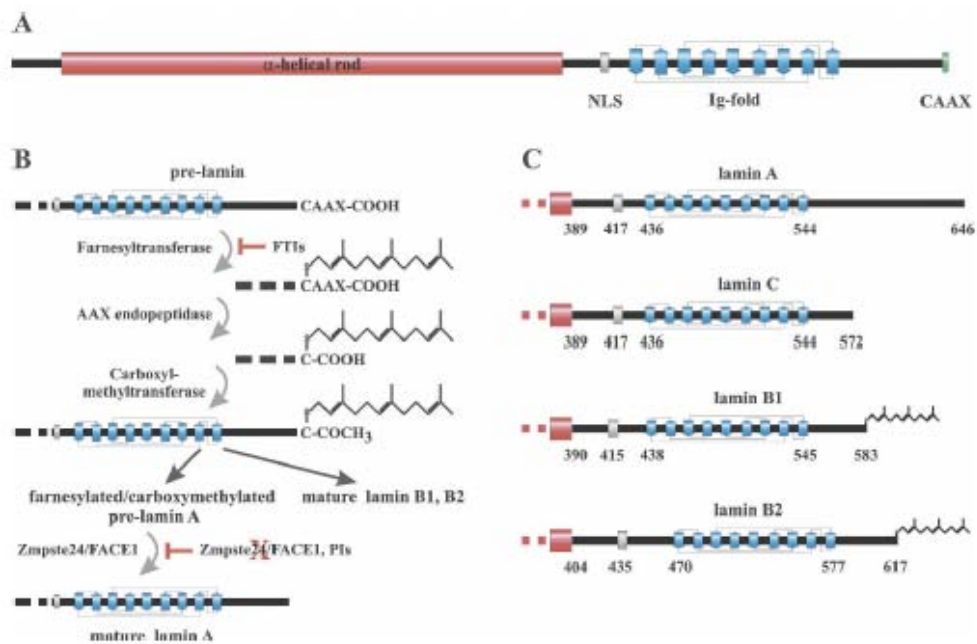 A
α-helical rod
NLS
Ig-fold
CAAX
B
pre-lamin
CAAX-COOH
Farnesyltransferase
FTIs
CAAX-COOH
AAX endopeptidase
C-COOH
Carboxyl-
methyltransferase
C-COCH3
farnesylated/carboxymethylated
pre-lamin A
mature lamin B1, B2
Zmpste24/FACE1
Zmpste24/FACE1, PIs
X
mature lamin A
C
lamin A
389 417 436 544 646
lamin C
389 417 436 544 572
lamin B1
390 415 438 545 583
lamin B2
404 435 470 577 617